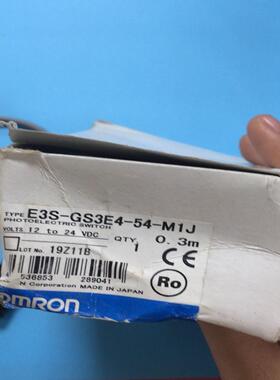 TYPE E3S-GS3E4-54-M1J
PHOTOELECTRIC SWITCH
VOLTS 12 to 24 VDC QTY 0.3m
1
LOT No. 19Z11B
CE
Ro
536853 289041
N Corporation MADE IN JAPAN
omron